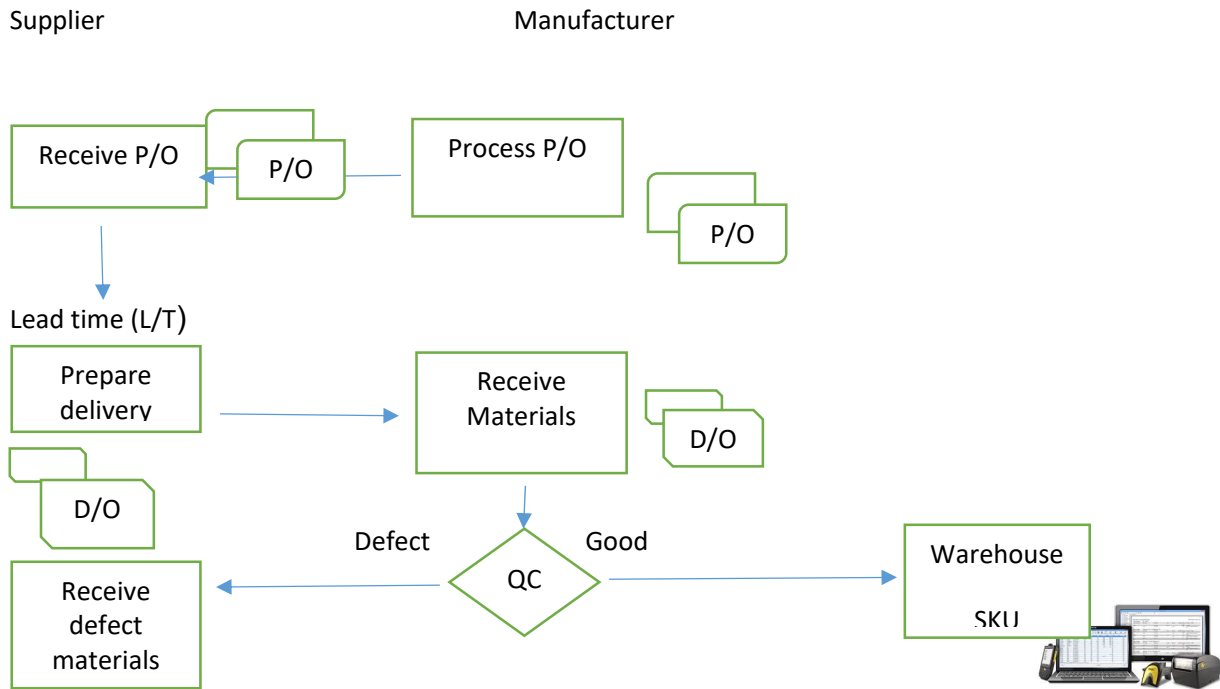 Supplier
Manufacturer
Receive P/O
P/O
Process P/O
P/O
Lead time (L/T)
Prepare
delivery
Receive
Materials
D/O
D/O
Defect
Good
QC
Warehouse
SKU
Receive
defect
materials